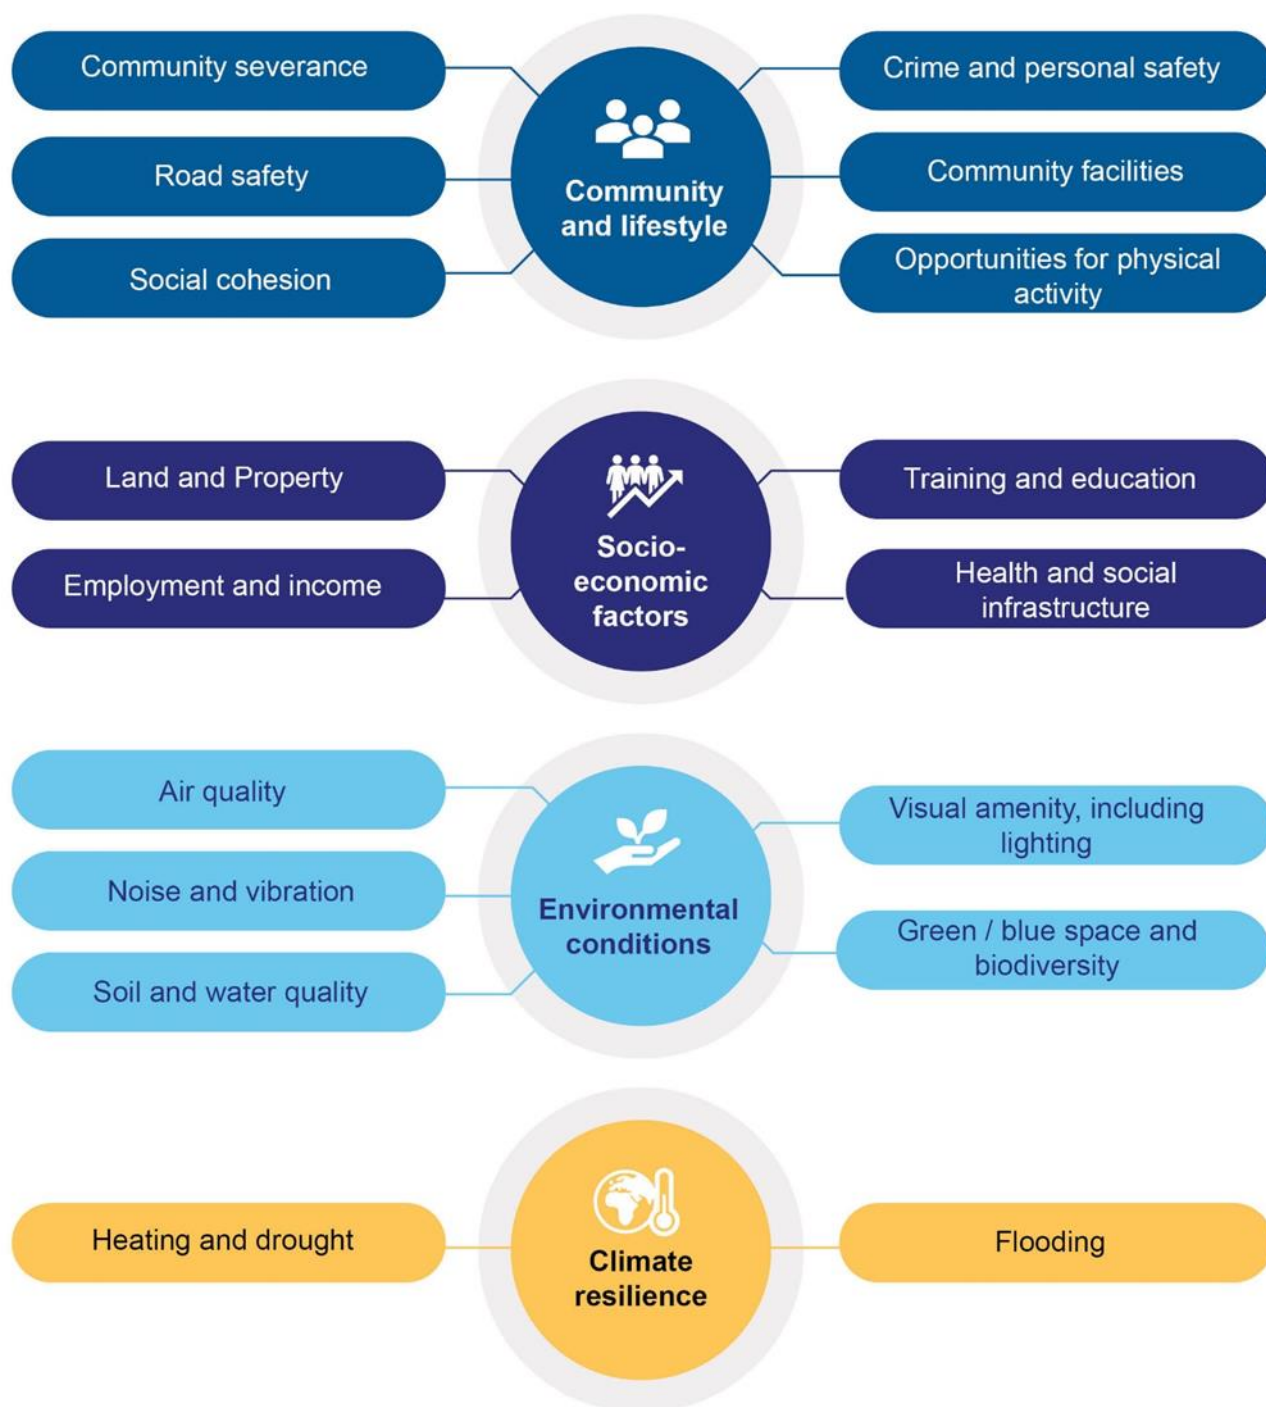 Community severance
Road safety
Social cohesion
Community
and lifestyle
Crime and personal safety
Community facilities
Opportunities for physical
activity
Land and Property
Employment and income
Socio-
economic
factors
Training and education
Health and social
infrastructure
Air quality
Noise and vibration
Soil and water quality
Environmental
conditions
Visual amenity, including
lighting
Green / blue space and
biodiversity
Heating and drought
Climate
resilience
Flooding